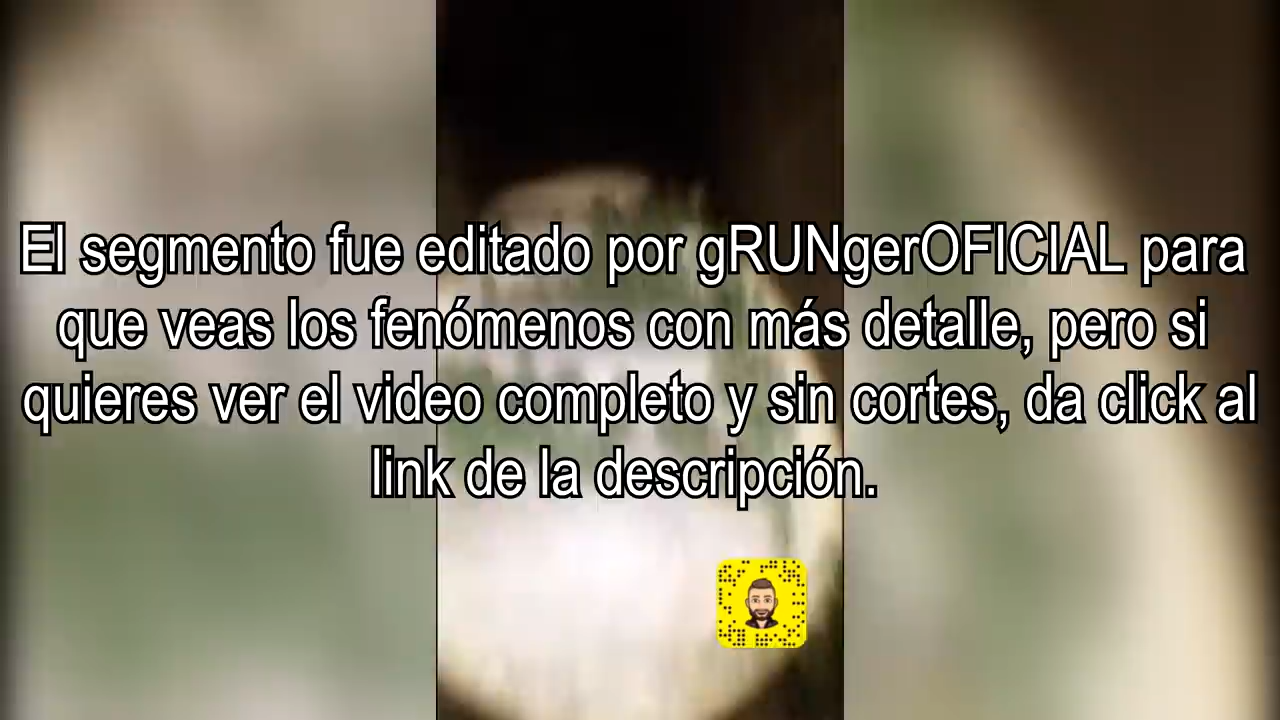 El segmento fue editado por gRUNgerOFICIAL para
que veas los fenómenos con más detalle, pero si
quieres ver el video completo y sin cortes, da click al
link de la descripción.